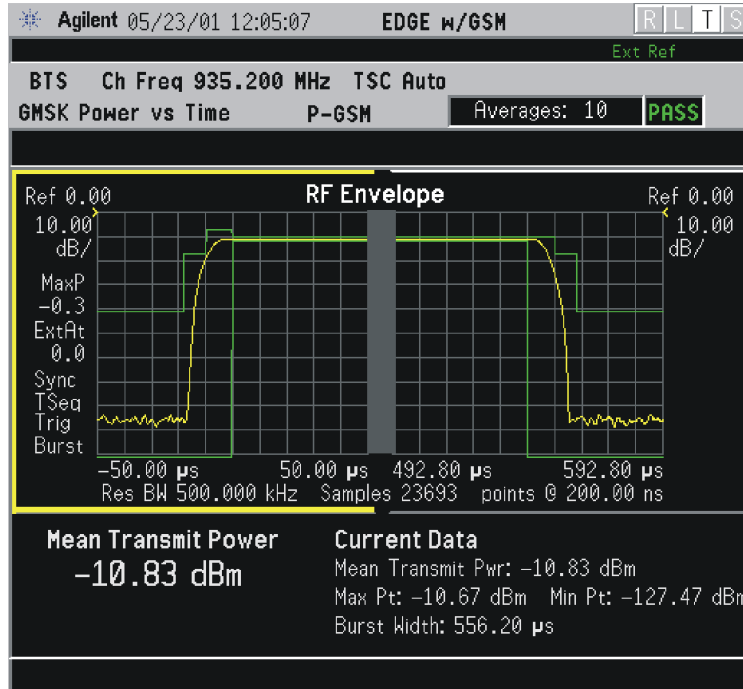 Agilent 05/23/01 12:05:07 EDGE w/GSM R L T S
Ext Ref
BTS Ch Freq 935.200 MHz TSC Auto
GMSK Power vs Time P-GSM Averages: 10 PASS
RF Envelope
Ref 0.00 Ref 0.00
10.00 10.00
dB/ dB/
MaxP
-0.3
ExtAt
0.0
Sync
TSeq
Trig
Burst
-50.00 µs 50.00 µs 492.80 µs 592.80 µs
Res BW 500.000 kHz Samples 23693 points @ 200.00 ns
Mean Transmit Power
-10.83 dBm
Current Data
Mean Transmit Pwr: -10.83 dBm
Max Pt: -10.67 dBm Min Pt: -127.47 dBm
Burst Width: 556.20 µs